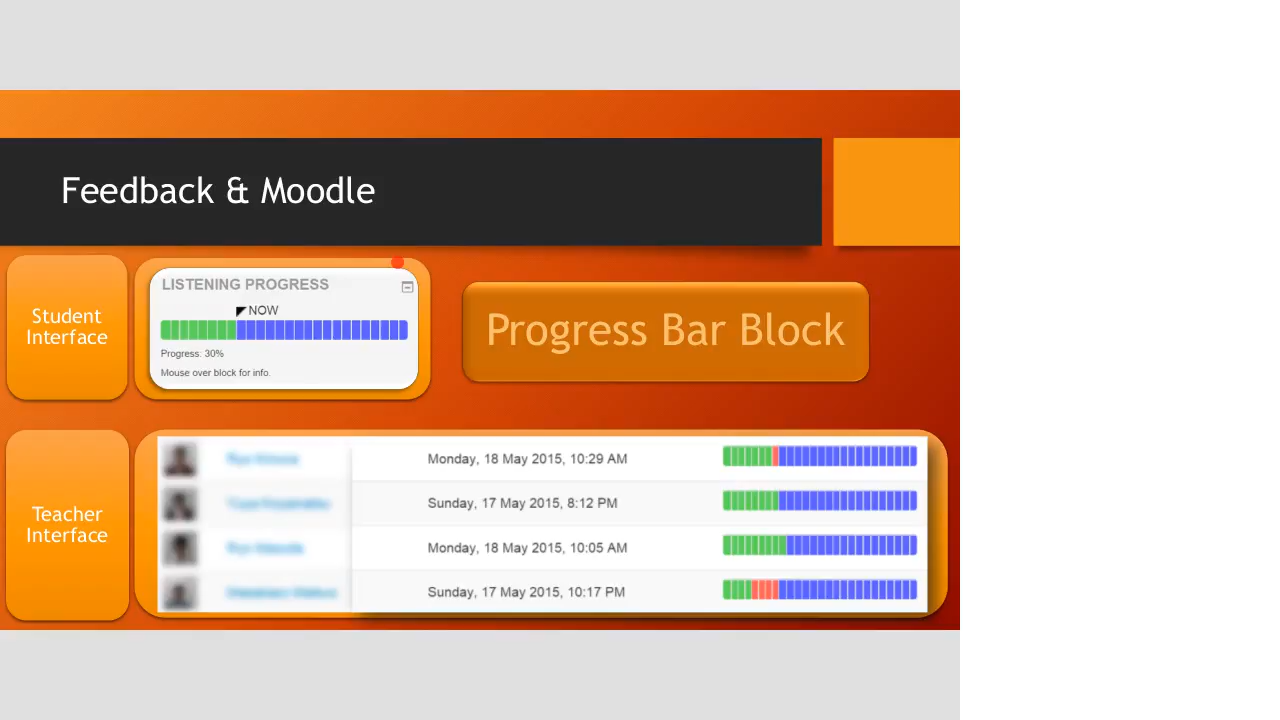 Feedback & Moodle
Student
Interface
LISTENING PROGRESS
NOW
Progress: 30%
Mouse over block for info.
Progress Bar Block
Teacher
Interface
Monday, 18 May 2015, 10:29 AM
Sunday, 17 May 2015, 8:12 PM
Monday, 18 May 2015, 10:05 AM
Sunday, 17 May 2015, 10:17 PM